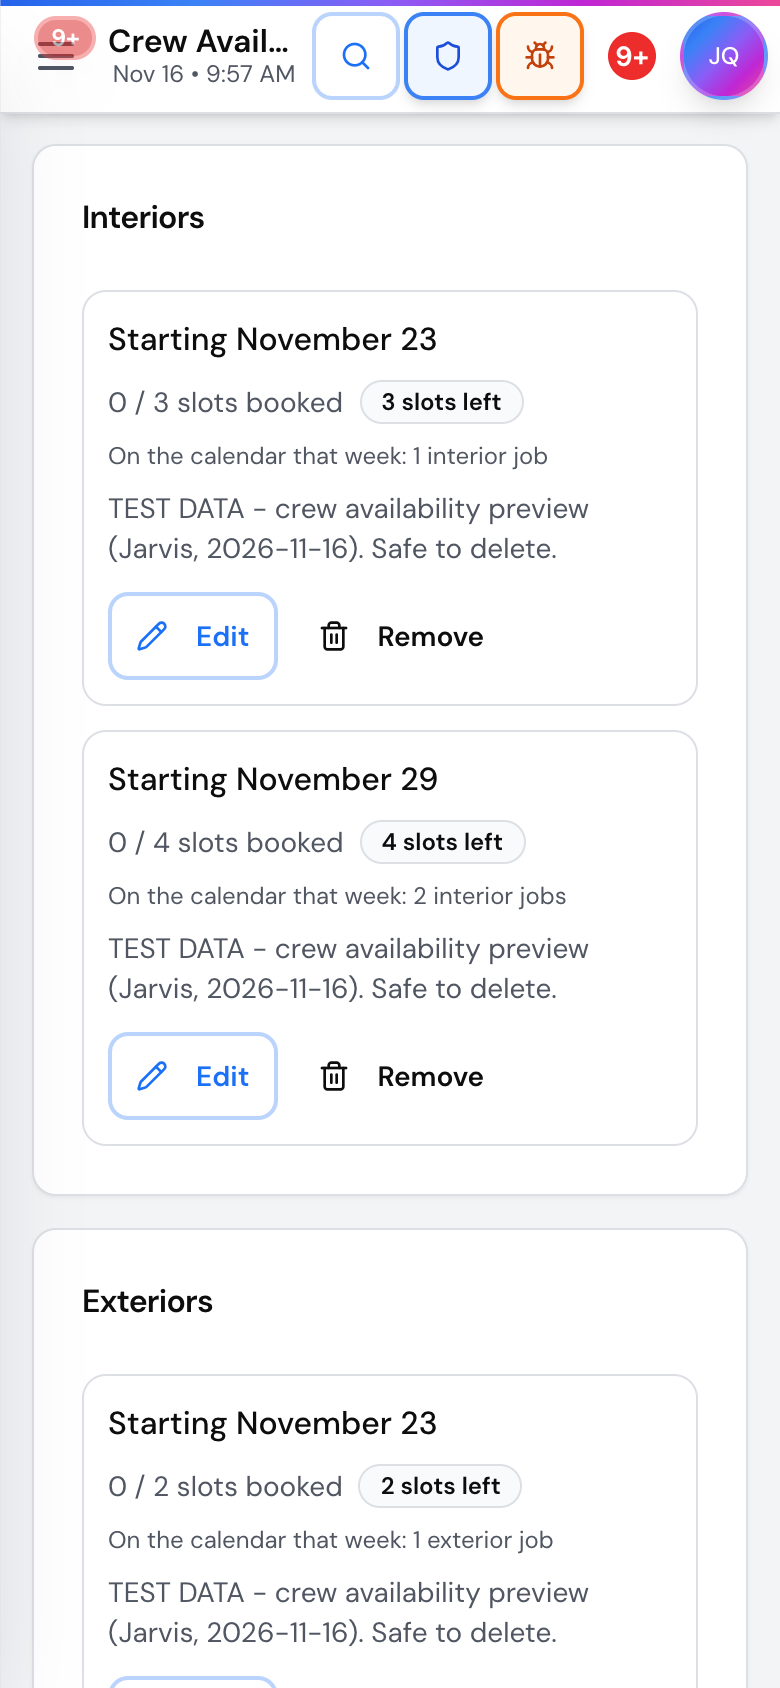 9+
Crew Avail...
Nov 16 • 9:57 AM
9+
JQ
Interiors
Starting November 23
0 / 3 slots booked
3 slots left
On the calendar that week: 1 interior job
TEST DATA - crew availability preview
(Jarvis, 2026-11-16). Safe to delete.
Edit
Remove
Starting November 29
0 / 4 slots booked
4 slots left
On the calendar that week: 2 interior jobs
TEST DATA - crew availability preview
(Jarvis, 2026-11-16). Safe to delete.
Edit
Remove
Exteriors
Starting November 23
0 / 2 slots booked
2 slots left
On the calendar that week: 1 exterior job
TEST DATA - crew availability preview
(Jarvis, 2026-11-16). Safe to delete.